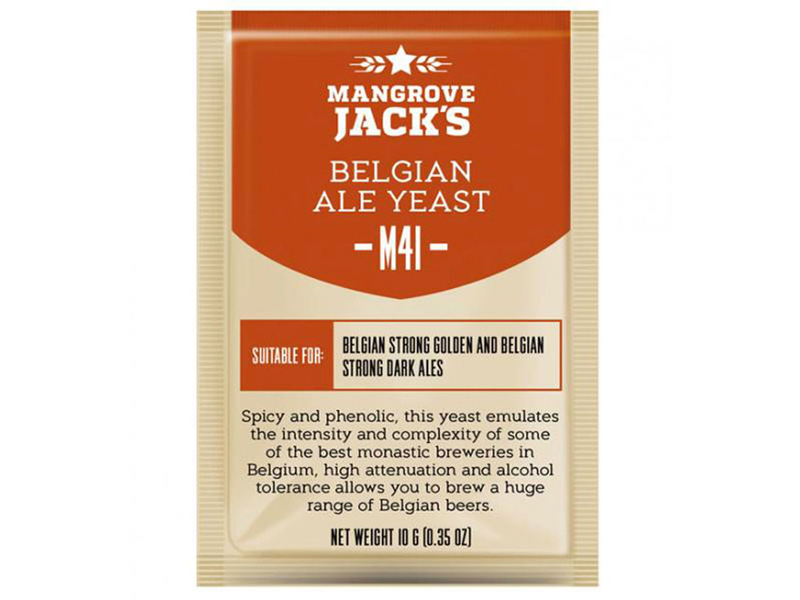 MANGROVE
JACK'S
BELGIAN
ALE YEAST
- M41 -
SUITABLE FOR:
BELGIAN STRONG GOLDEN AND BELGIAN
STRONG DARK ALES
Spicy and phenolic, this yeast emulates
the intensity and complexity of some
of the best monastic breweries in
Belgium, high attenuation and alcohol
tolerance allows you to brew a huge
range of Belgian beers.
NET WEIGHT 10 G (0.35 OZ)